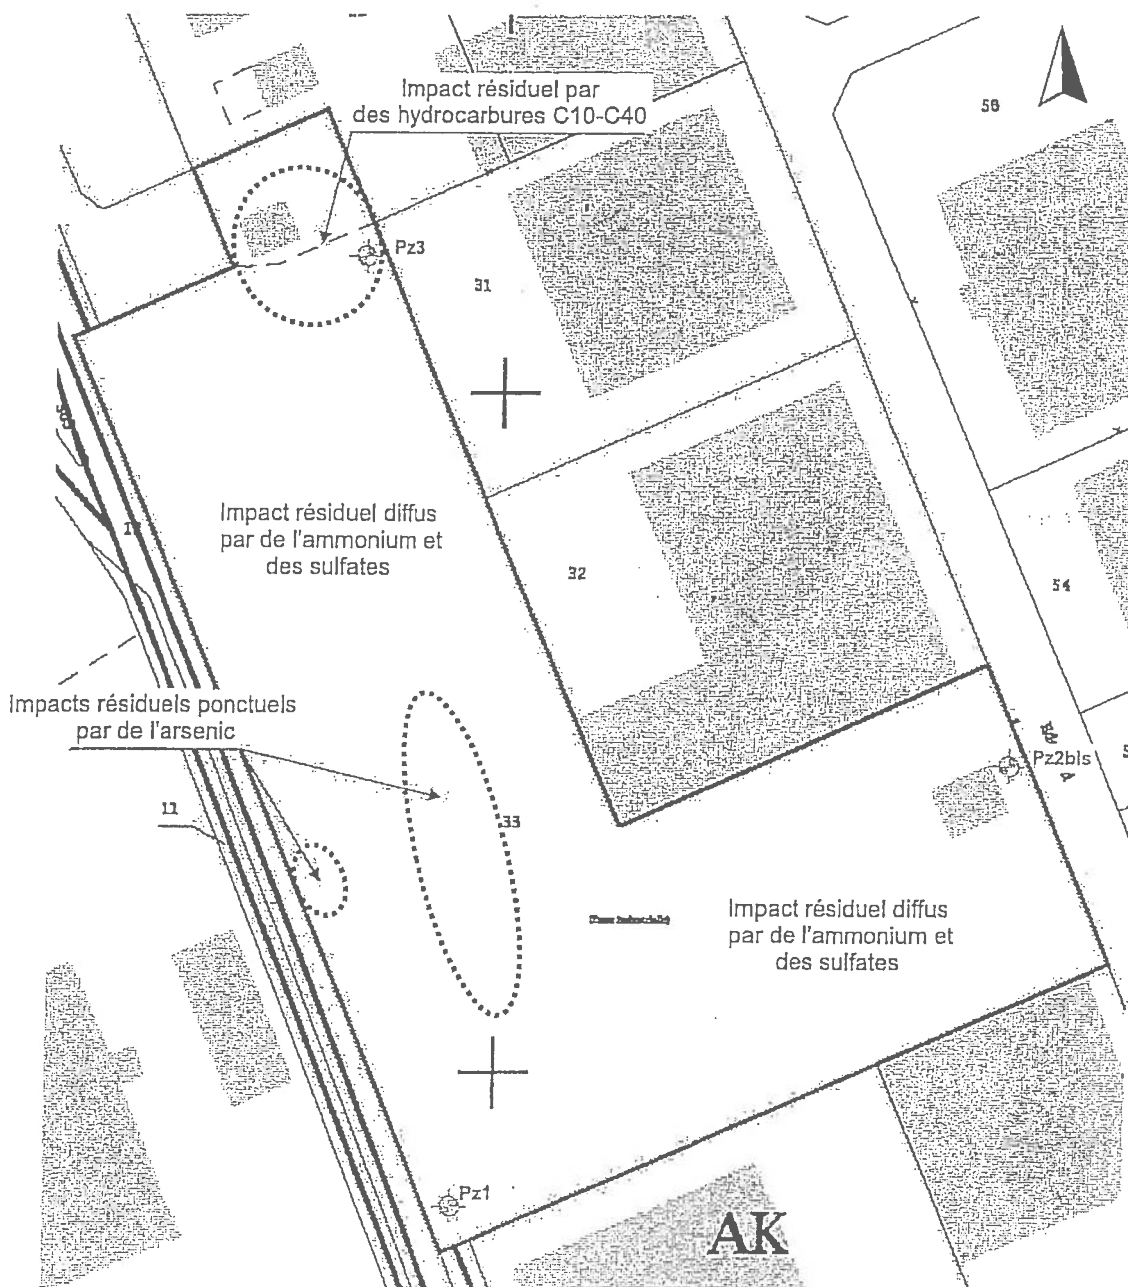 Impact résiduel par
des hydrocarbures C10-C40
58
Pz3
31
Impact résiduel diffus
par de l'ammonium et
des sulfates
32
54
Impacts résiduels ponctuels
par de l'arsenic
Pz2bis
11
33
Impact résiduel diffus
par de l'ammonium et
des sulfates
Pz1
AK